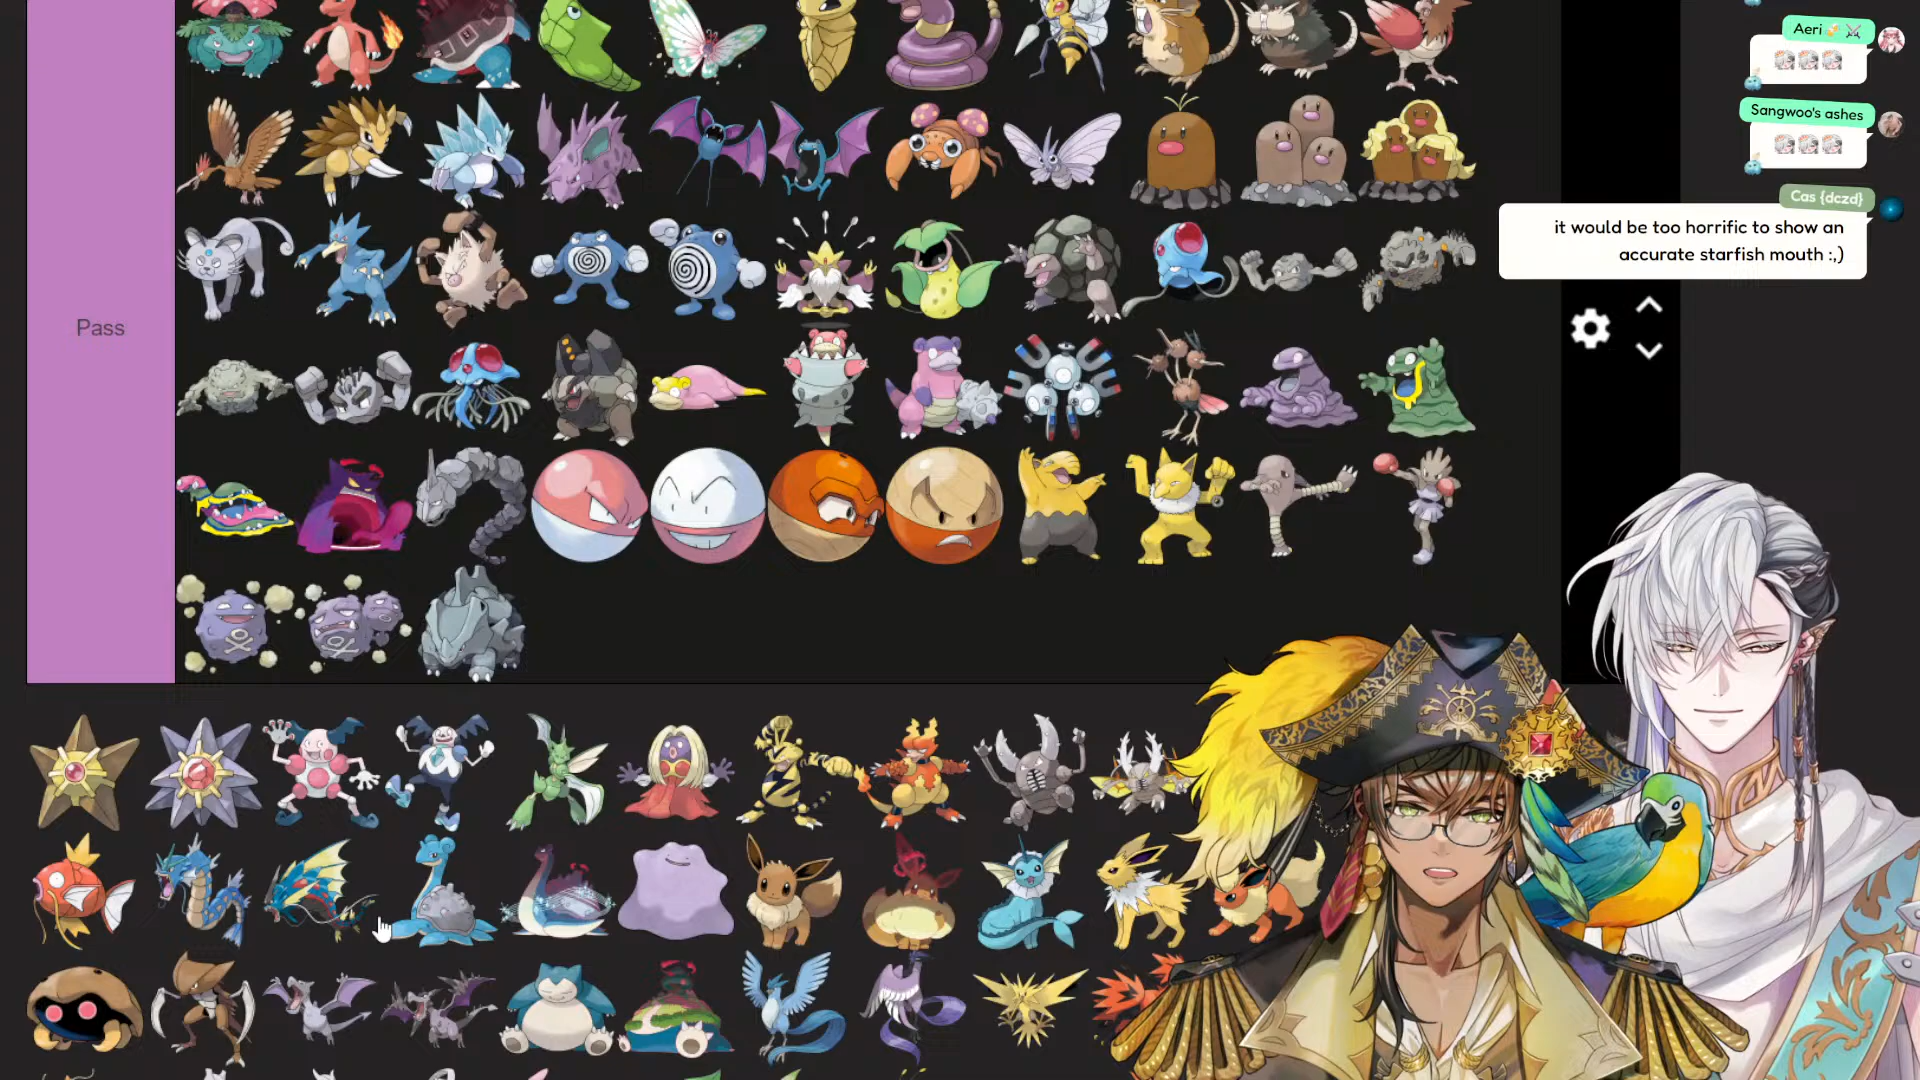 Aeri
Sangwoo's ashes
Cas {dczd}
it would be too horrific to show an
accurate starfish mouth :,)
Pass